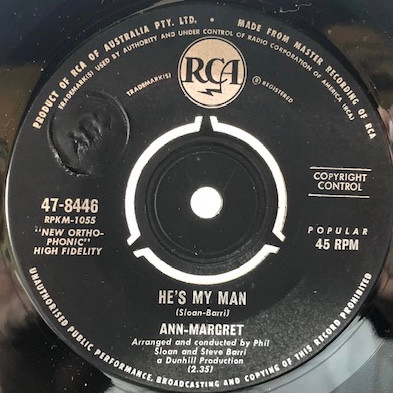 PRODUCT OF RCA OF AUSTRALIA PTY. LTD. • MADE FROM MASTER RECORDING OF RCA
TRADEMARK(S) USED BY AUTHORITY AND UNDER CONTROL OF RADIO CORPORATION OF AMERICA (RCA)
RCA
TRADEMARK(S) ® REGISTERED
47-8446
RPKM-1055
"NEW ORTHO-
PHONIC"
HIGH FIDELITY
COPYRIGHT
CONTROL
POPULAR
45 RPM
HE'S MY MAN
(Sloan-Barri)
ANN-MARGRET
Arranged and conducted by Phil
Sloan and Steve Barri
a Dunhill Production
(2.35)
UNAUTHORISED PUBLIC PERFORMANCE, BROADCASTING AND COPYING OF THIS RECORD PROHIBITED